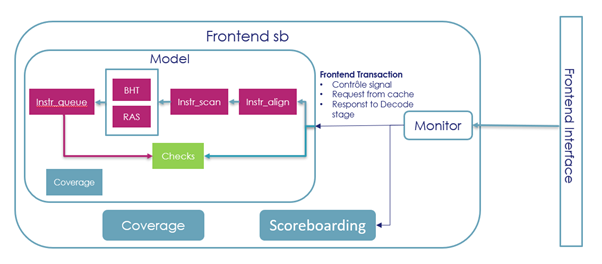 Frontend sb
Model
BHT
RAS
Instr_queue
Instr_scan
Instr_align
Checks
Coverage
Frontend Transaction
• Contrôle signal
• Request from cache
• Responst to Decode
stage
Monitor
Coverage
Scoreboarding
Frontend Interface